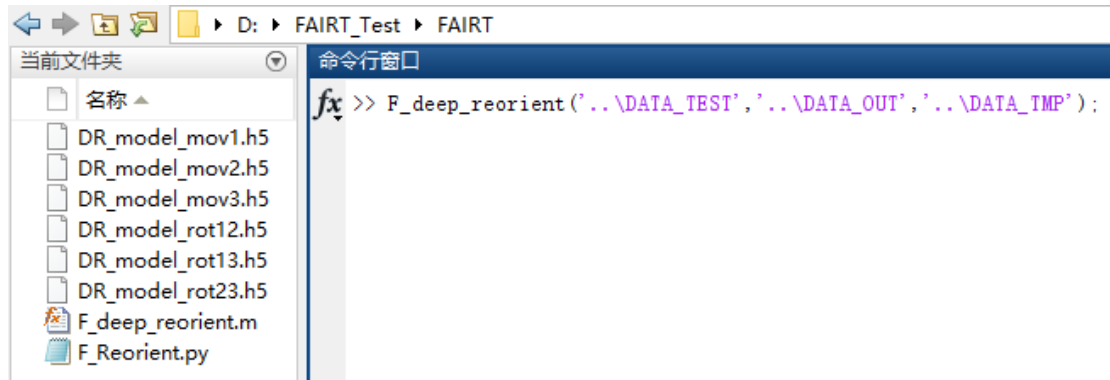 D: FAIRT_Test FAIRT
当前文件夹
名称
DR_model_mov1.h5
DR_model_mov2.h5
DR_model_mov3.h5
DR_model_rot12.h5
DR_model_rot13.h5
DR_model_rot23.h5
F_deep_reorient.m
F_Reorient.py
命令行窗口
fx >> F_deep_reorient('..\DATA_TEST','..\DATA_OUT','..\DATA_TMP');